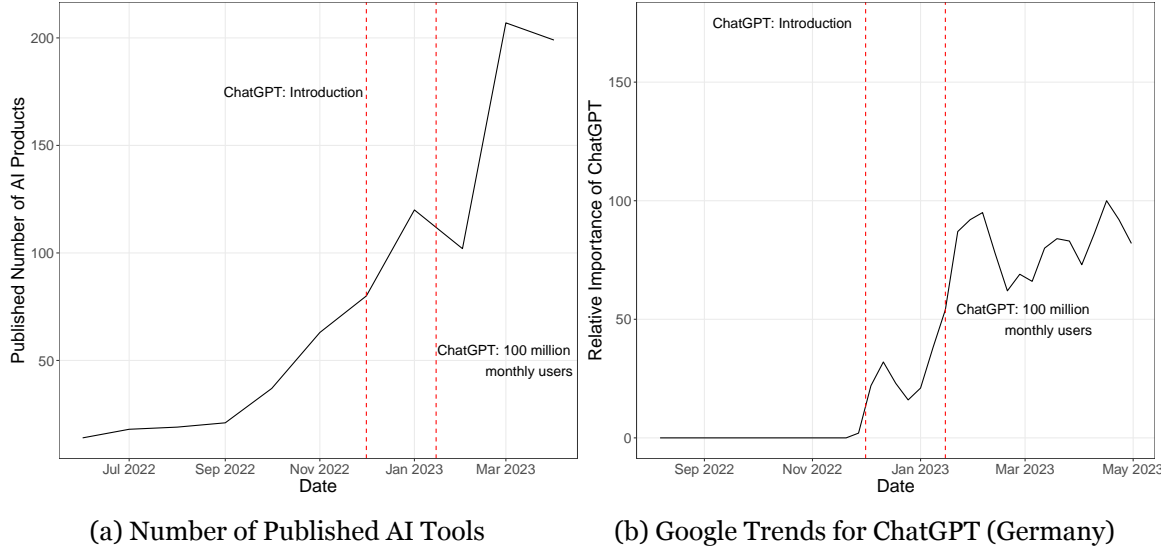 Published Number of AI Products
200
150
100
50
ChatGPT: Introduction
ChatGPT: 100 million
monthly users
Jul 2022
Sep 2022
Nov 2022
Jan 2023
Mar 2023
Date
(a) Number of Published AI Tools
Relative Importance of ChatGPT
150
100
50
0
ChatGPT: Introduction
ChatGPT: 100 million
monthly users
Sep 2022
Nov 2022
Jan 2023
Mar 2023
May 2023
Date
(b) Google Trends for ChatGPT (Germany)